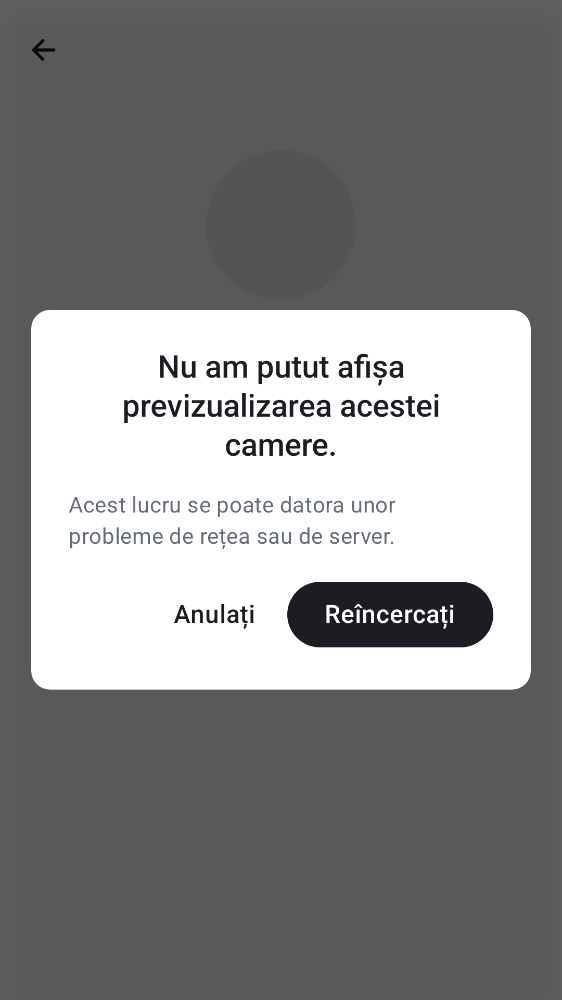 Nu am putut afișa
previzualizarea acestei
camere.
Acest lucru se poate datora unor
probleme de rețea sau de server.
Anulați
Reîncercați